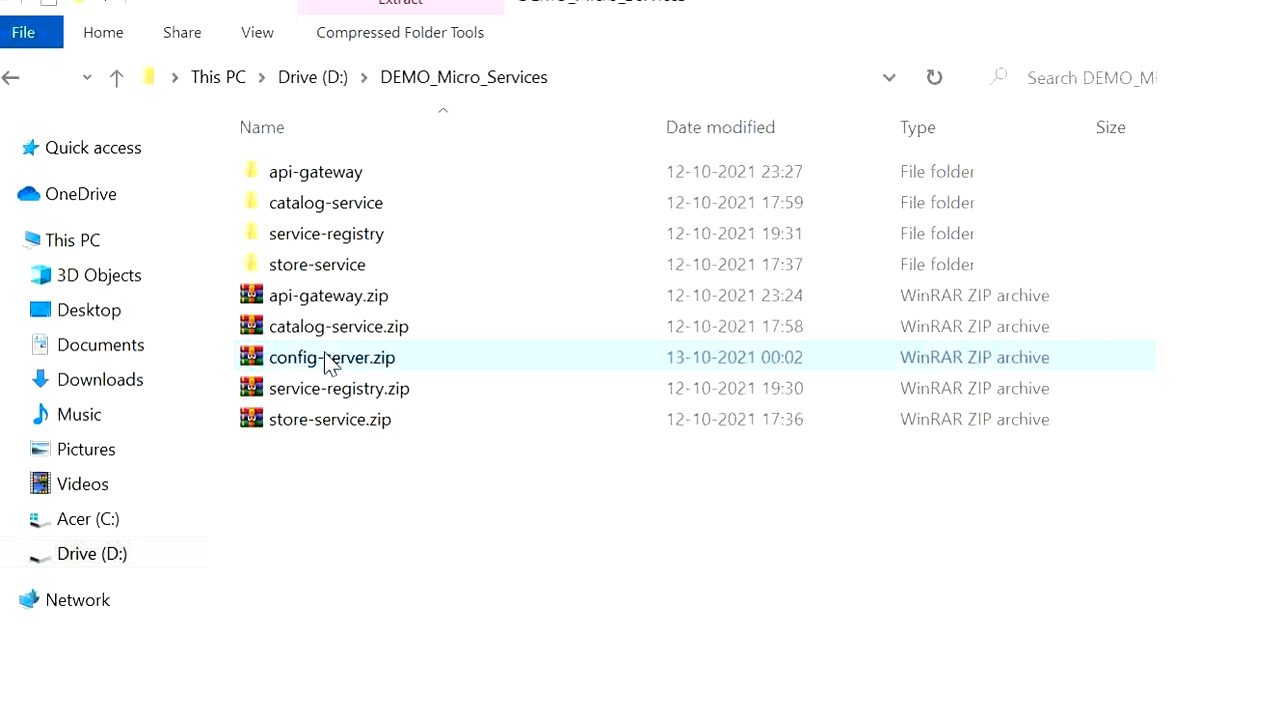 Extract
File Home Share View Compressed Folder Tools
This PC Drive (D:) DEMO_Micro_Services Search DEMO_Mi
Name Date modified Type Size
Quick access
OneDrive
This PC
3D Objects
Desktop
Documents
Downloads
Music
Pictures
Videos
Acer (C:)
Drive (D:)
Network
api-gateway 12-10-2021 23:27 File folder
catalog-service 12-10-2021 17:59 File folder
service-registry 12-10-2021 19:31 File folder
store-service 12-10-2021 17:37 File folder
api-gateway.zip 12-10-2021 23:24 WinRAR ZIP archive
catalog-service.zip 12-10-2021 17:58 WinRAR ZIP archive
config-server.zip 13-10-2021 00:02 WinRAR ZIP archive
service-registry.zip 12-10-2021 19:30 WinRAR ZIP archive
store-service.zip 12-10-2021 17:36 WinRAR ZIP archive